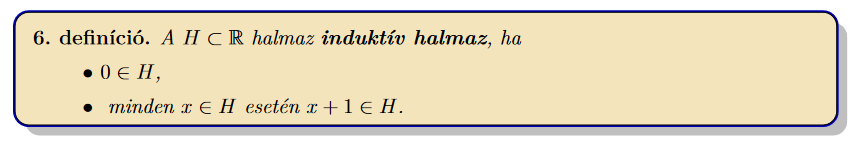 6. definíció. A H ⊂ ℝ halmaz induktív halmaz, ha
• 0 ∈ H,
• minden x ∈ H esetén x + 1 ∈ H.